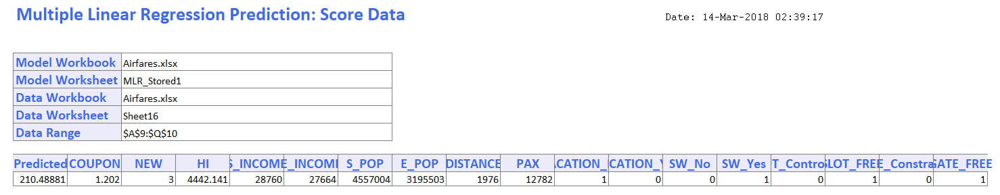 Multiple Linear Regression Prediction: Score Data Date: 14-Mar-2018 02:39:17
Model Workbook Airfares.xlsx
Model Worksheet MLR_Stored1
Data Workbook Airfares.xlsx
Data Worksheet Sheet16
Data Range $A$9:$Q$10
Predicted COUPON NEW HI S_INCOME E_INCOM S_POP E_POP DISTANCE PAX ACATION_ CATION_Y SW_No SW_Yes T_Contro LOT_FREE E_Constra GATE_FREE
210.48881 1.202 3 4442.141 28760 27664 4557004 3195503 1976 12782 1 0 0 1 0 1 0 1